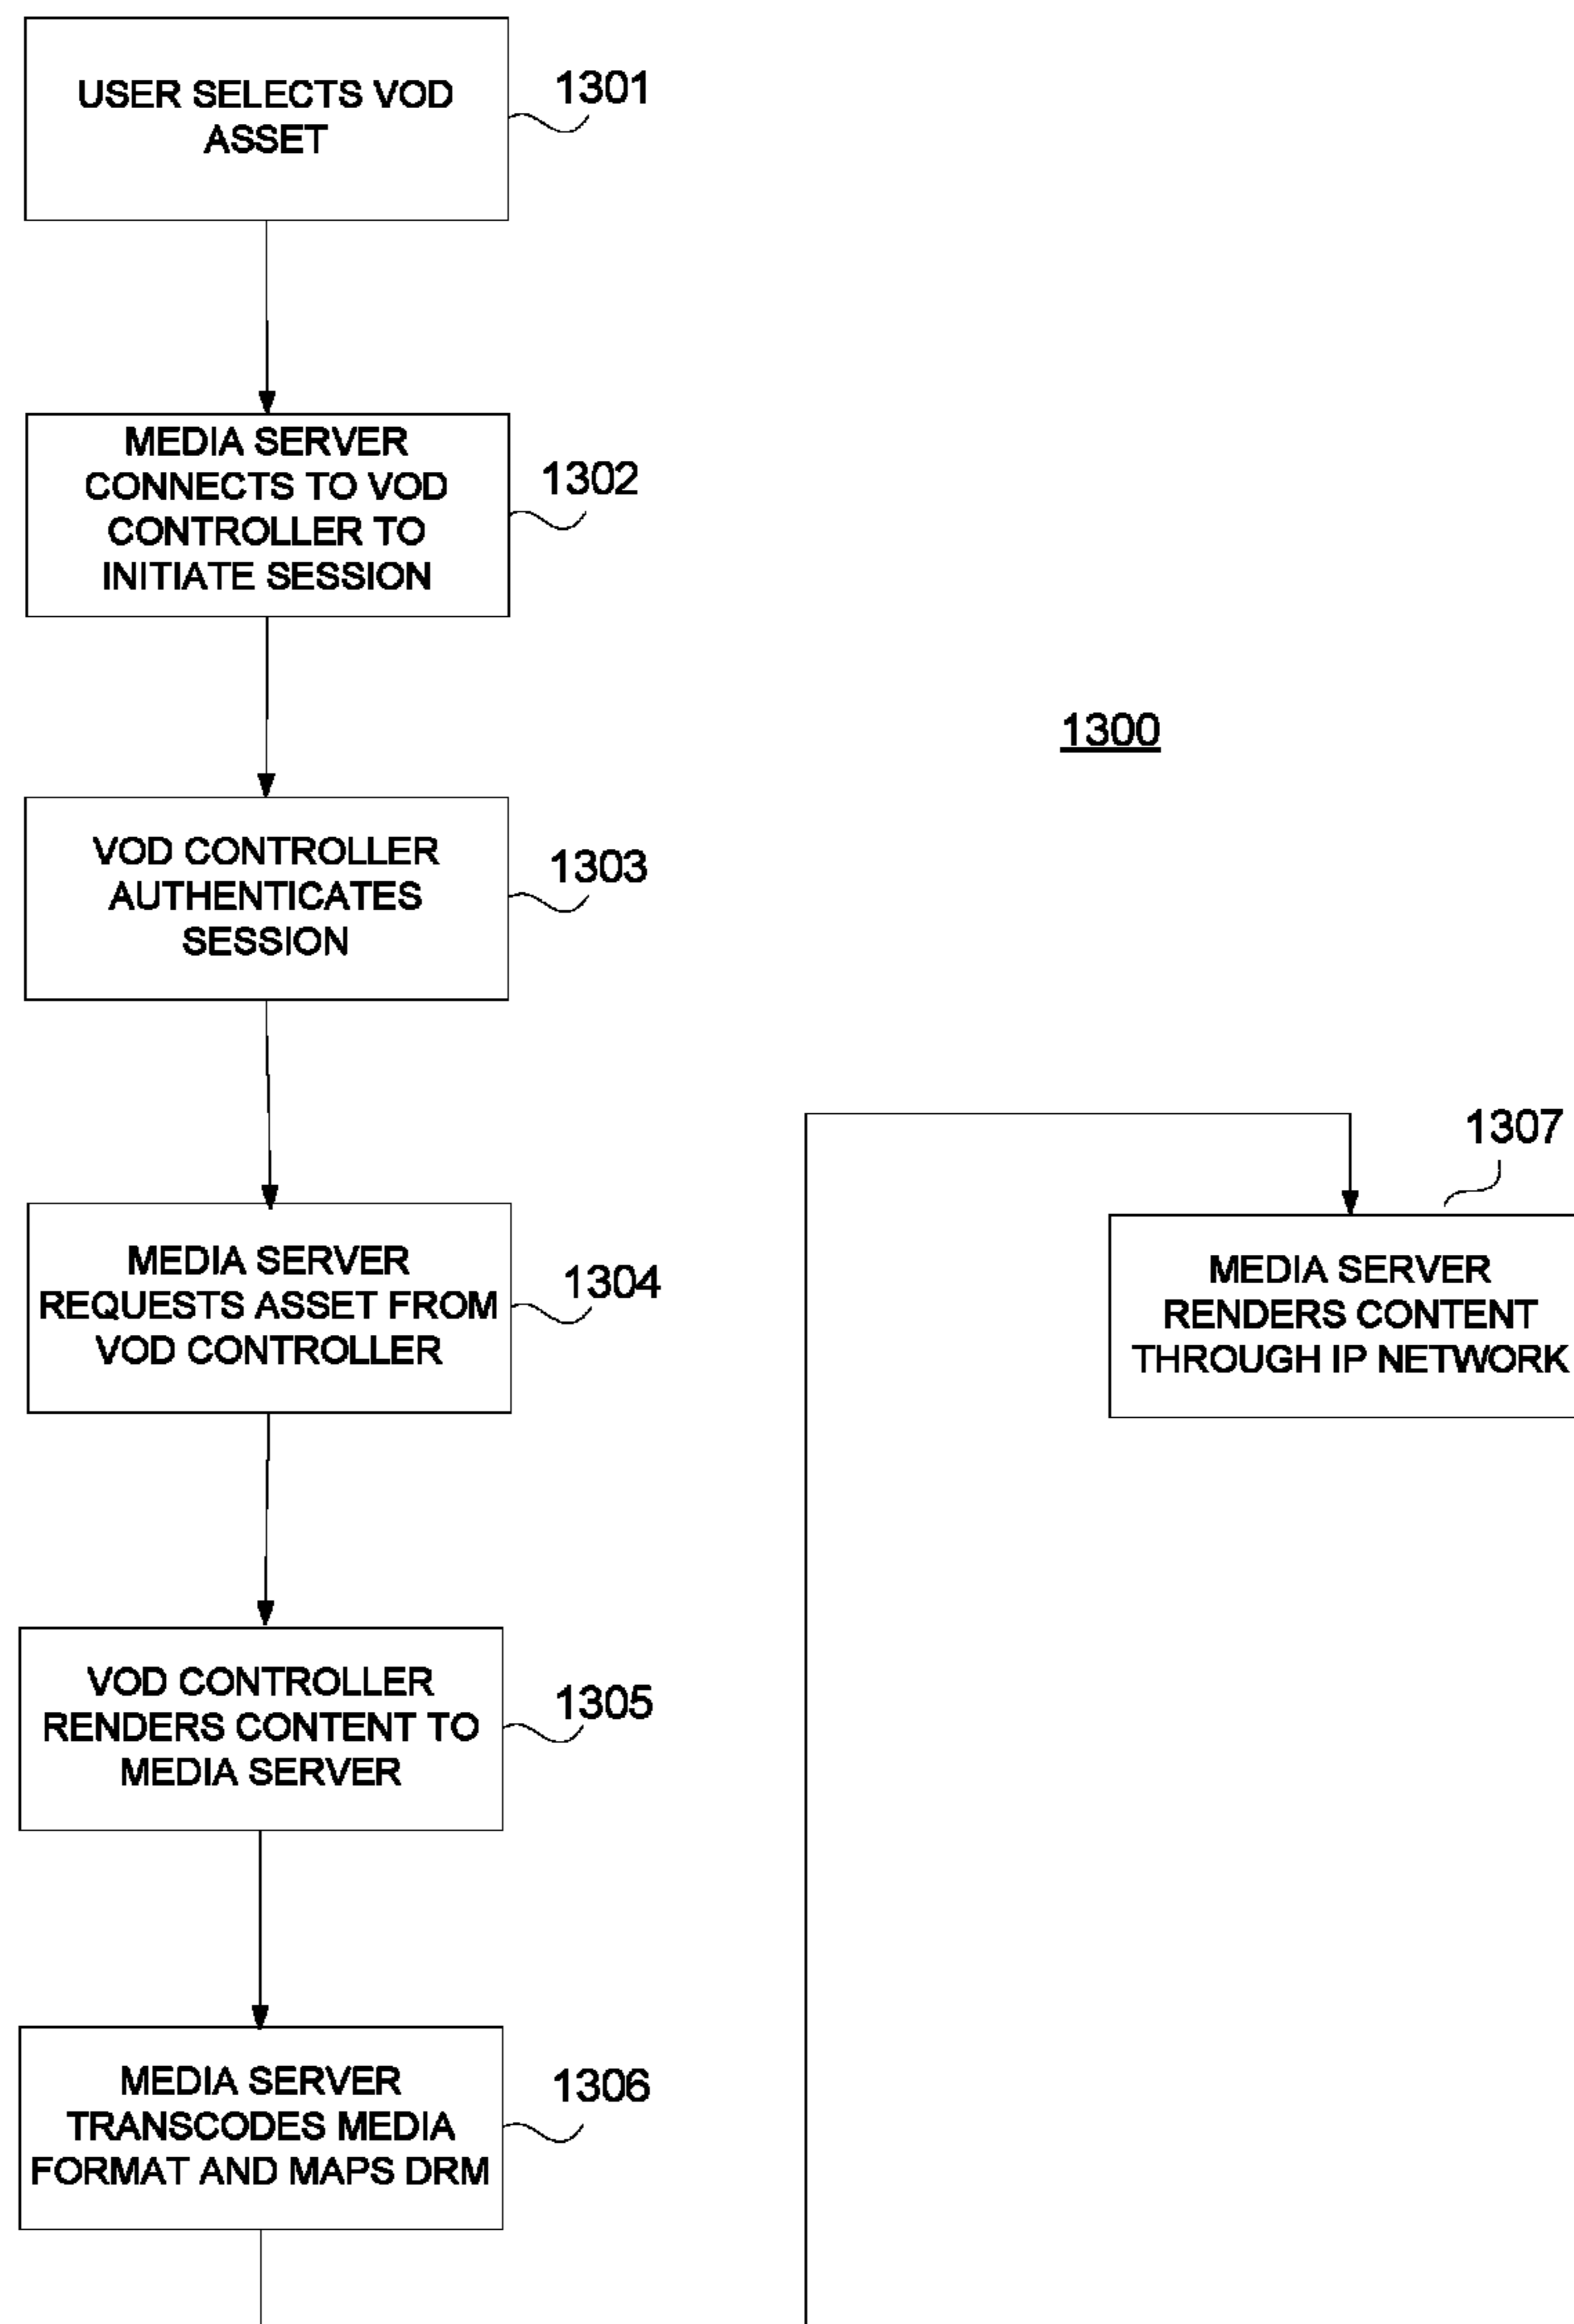 USER SELECTS VOD
ASSET
1301
MEDIA SERVER
CONNECTS TO VOD
CONTROLLER TO
INITIATE SESSION
1302
1300
VOD CONTROLLER
AUTHENTICATES
SESSION
1303
MEDIA SERVER
REQUESTS ASSET FROM
VOD CONTROLLER
1304
VOD CONTROLLER
RENDERS CONTENT TO
MEDIA SERVER
1305
MEDIA SERVER
TRANSCODES MEDIA
FORMAT AND MAPS DRM
1306
1307
MEDIA SERVER
RENDERS CONTENT
THROUGH IP NETWORK